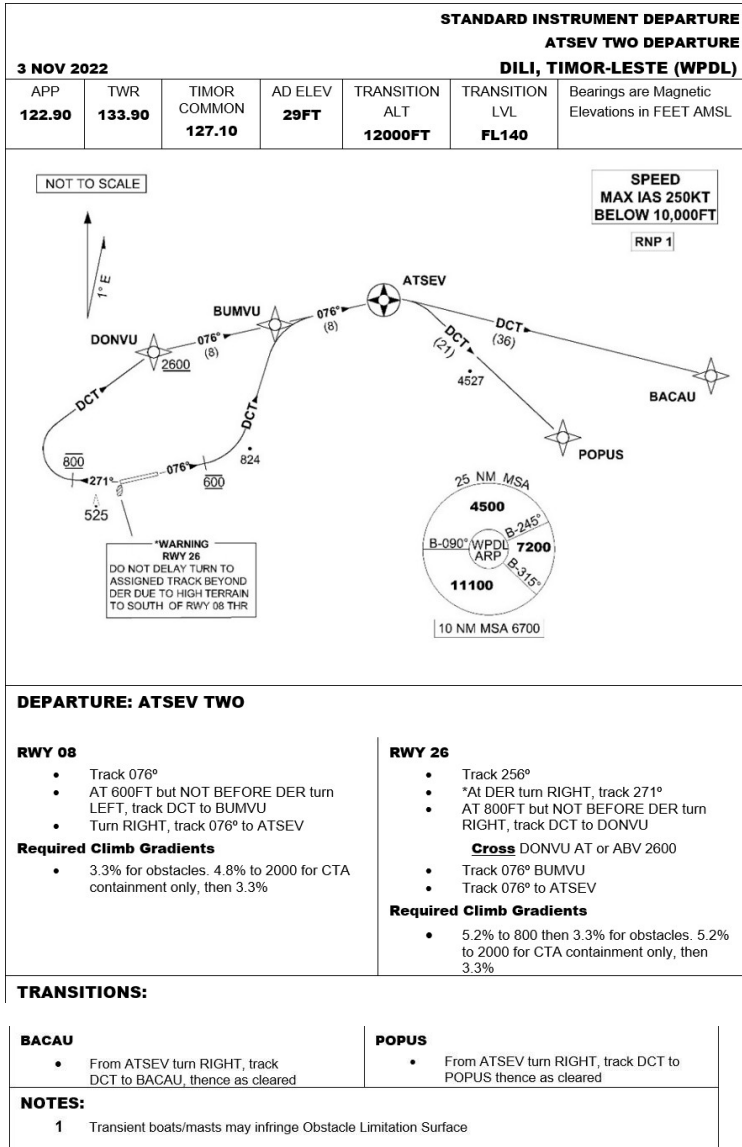 STANDARD INSTRUMENT DEPARTURE
ATSEV TWO DEPARTURE
3 NOV 2022
DILI, TIMOR-LESTE (WPDL)
APP
122.90
TWR
133.90
TIMOR
COMMON
127.10
AD ELEV
29FT
TRANSITION
ALT
12000FT
TRANSITION
LVL
FL140
Bearings are Magnetic
Elevations in FEET AMSL
NOT TO SCALE
SPEED
MAX IAS 250KT
BELOW 10,000FT
RNP 1
1° E
ATSEV
BUMVU
076°
(8)
DONVU
076°
(8)
2600
DCT
(36)
DCT
(21)
4527
BACAU
DCT
DCT
POPUS
800
271°
076°
600
824
525
*WARNING
RWY 26
DO NOT DELAY TURN TO
ASSIGNED TRACK BEYOND
DER DUE TO HIGH TERRAIN
TO SOUTH OF RWY 08 THR
25 NM MSA
4500
B-245°
B-090°
WPDL
ARP
7200
B-315°
11100
10 NM MSA 6700
DEPARTURE: ATSEV TWO
RWY 08
• Track 076º
• AT 600FT but NOT BEFORE DER turn
LEFT, track DCT to BUMVU
• Turn RIGHT, track 076º to ATSEV
Required Climb Gradients
• 3.3% for obstacles. 4.8% to 2000 for CTA
containment only, then 3.3%
RWY 26
• Track 256º
• *At DER turn RIGHT, track 271º
• AT 800FT but NOT BEFORE DER turn
RIGHT, track DCT to DONVU
Cross DONVU AT or ABV 2600
• Track 076º BUMVU
• Track 076º to ATSEV
Required Climb Gradients
• 5.2% to 800 then 3.3% for obstacles. 5.2%
to 2000 for CTA containment only, then
3.3%
TRANSITIONS:
BACAU
• From ATSEV turn RIGHT, track
DCT to BACAU, thence as cleared
POPUS
• From ATSEV turn RIGHT, track DCT to
POPUS thence as cleared
NOTES:
1 Transient boats/masts may infringe Obstacle Limitation Surface